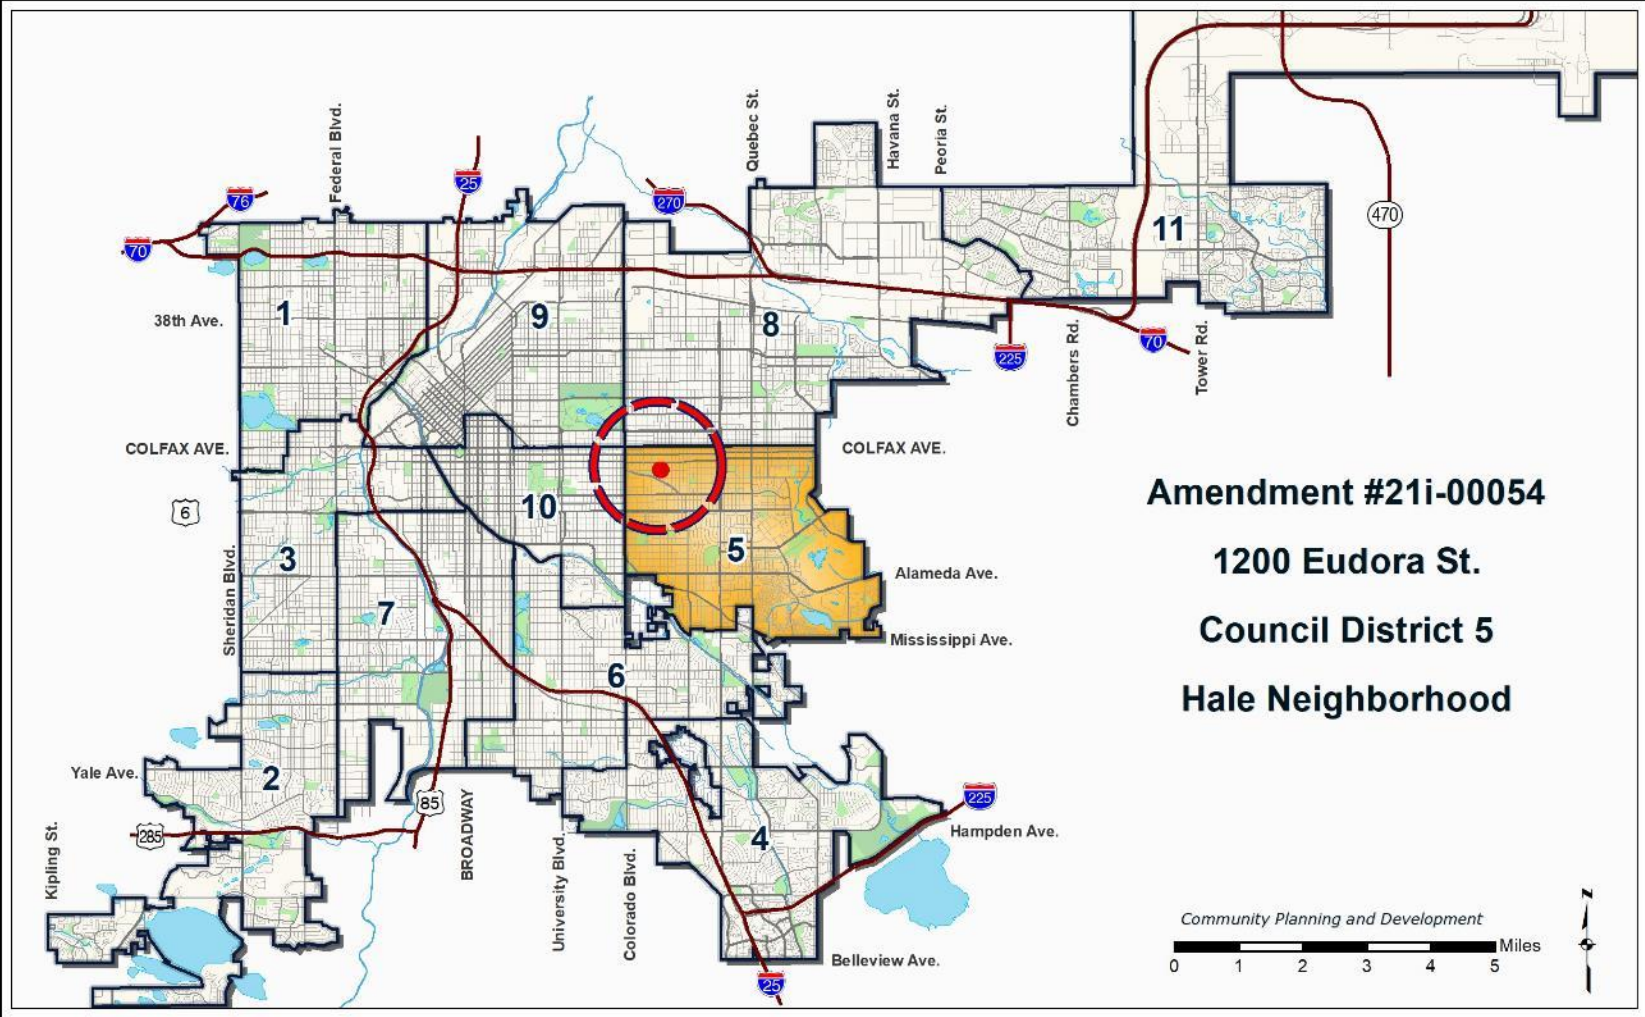 Federal Blvd.
Quebec St.
Havana St.
Peoria St.
76
25
270
70
470
11
1
9
8
38th Ave.
225
70
Chambers Rd.
Tower Rd.
COLFAX AVE.
COLFAX AVE.
6
10
3
5
7
6
2
4
Sheridan Blvd.
Alameda Ave.
Mississippi Ave.
Amendment #21i-00054
1200 Eudora St.
Council District 5
Hale Neighborhood
Yale Ave.
85
285
225
Hampden Ave.
Kipling St.
BROADWAY
University Blvd.
Colorado Blvd.
Belleview Ave.
25
Community Planning and Development
Miles
0 1 2 3 4 5
N